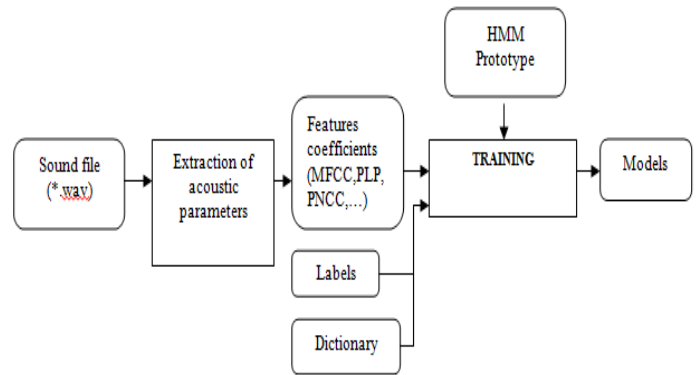 HMM
Prototype
Sound file
(*.wav)
Extraction of
acoustic
parameters
Features
coefficients
(MFCC,PLP,
PNCC,...)
TRAINING
Models
Labels
Dictionary